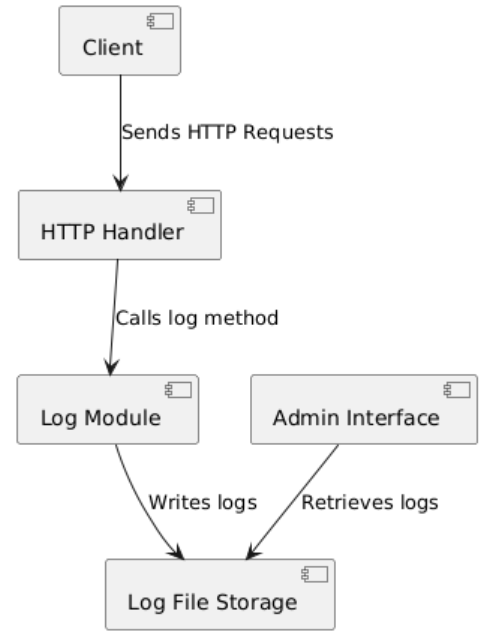 Client
Sends HTTP Requests
HTTP Handler
Calls log method
Log Module
Admin Interface
Writes logs
Retrieves logs
Log File Storage